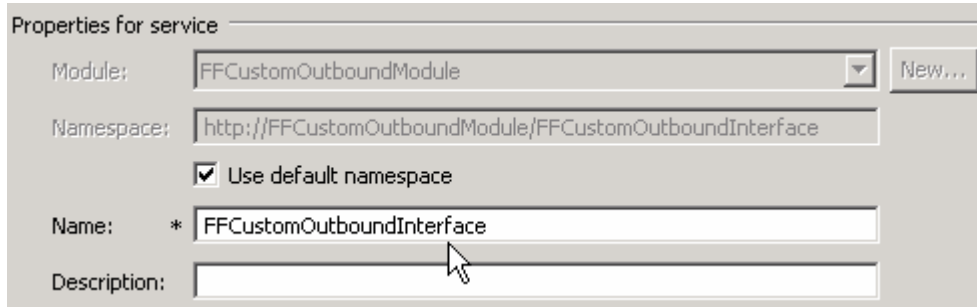 Properties for service
Module: FFCustomOutboundModule New...
Namespace: http://FFCustomOutboundModule/FFCustomOutboundInterface
Use default namespace
Name: * FFCustomOutboundInterface
Description: